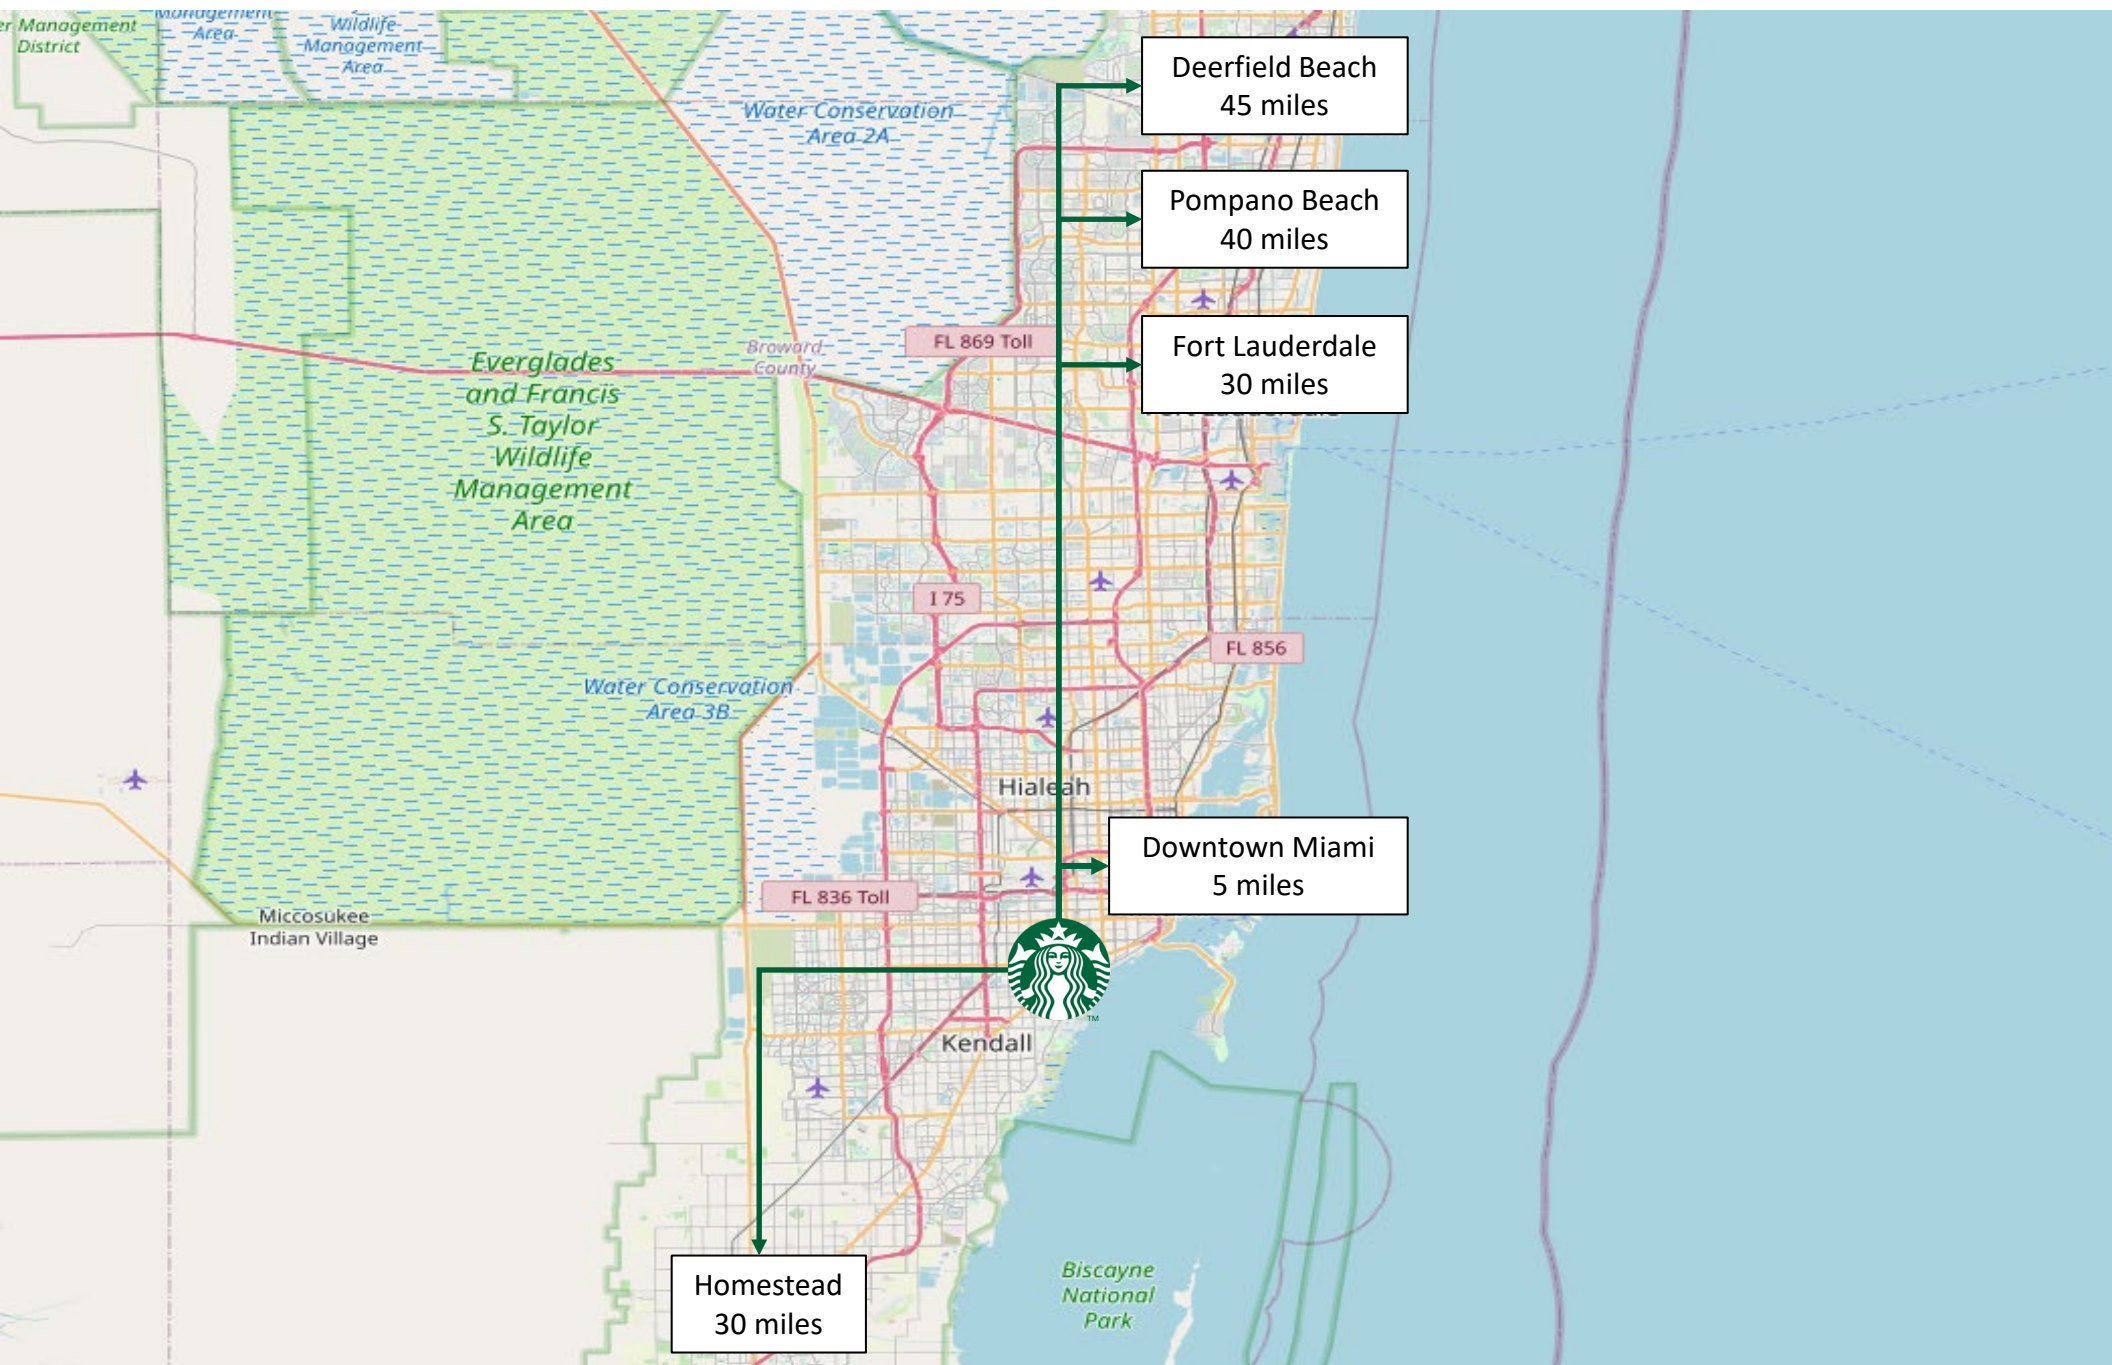 Management
District
Management
Area
Wildlife
Management
Area
Water Conservation
Area 2A
Deerfield Beach
45 miles
Pompano Beach
40 miles
FL 869 Toll
Broward
County
Fort Lauderdale
30 miles
Everglades
and Francis
S. Taylor
Wildlife
Management
Area
I 75
FL 856
Water Conservation
Area 3B
Hialeah
Downtown Miami
5 miles
FL 836 Toll
Miccosukee
Indian Village
TM
Kendall
Homestead
30 miles
Biscayne
National
Park